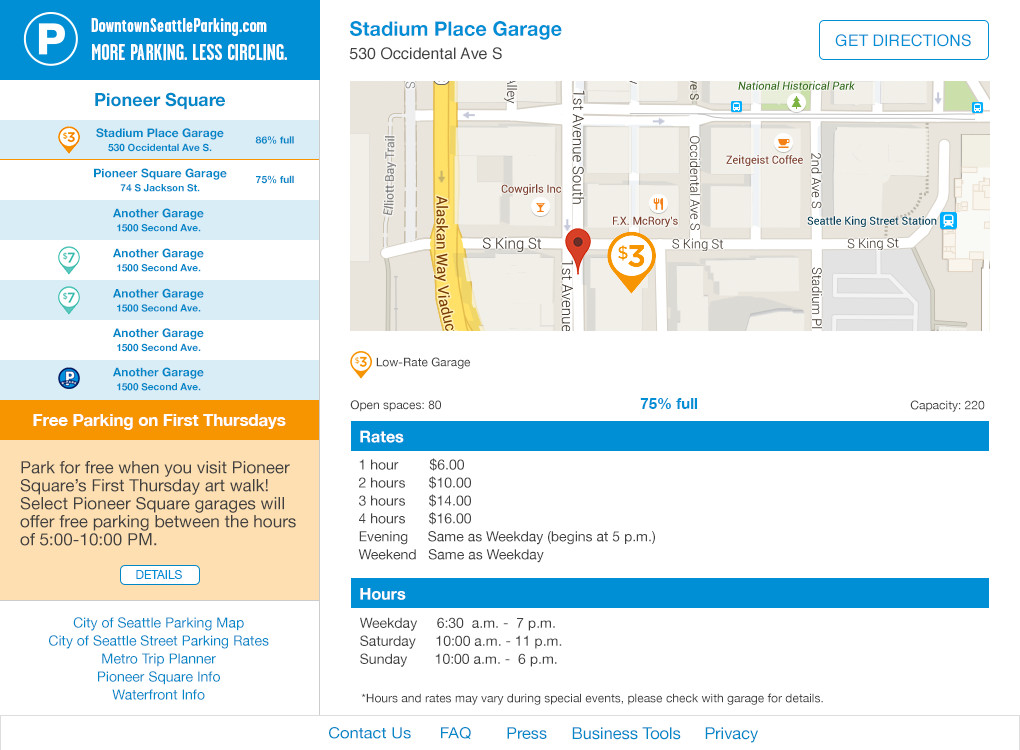 P
DowntownSeattleParking.com
MORE PARKING. LESS CIRCLING.
Pioneer Square
$3
Stadium Place Garage
530 Occidental Ave S.
86% full
Pioneer Square Garage
74 S Jackson St.
75% full
Another Garage
1500 Second Ave.
$7
Another Garage
1500 Second Ave.
$7
Another Garage
1500 Second Ave.
Another Garage
1500 Second Ave.
P
Another Garage
1500 Second Ave.
Free Parking on First Thursdays
Park for free when you visit Pioneer
Square's First Thursday art walk!
Select Pioneer Square garages will
offer free parking between the hours
of 5:00-10:00 PM.
DETAILS
City of Seattle Parking Map
City of Seattle Street Parking Rates
Metro Trip Planner
Pioneer Square Info
Waterfront Info
Stadium Place Garage
530 Occidental Ave S
GET DIRECTIONS
S
Alley
1st Avenue South
ve S
National Historical Park
Elliott Bay Trail
Occidental Ave S
Zeitgeist Coffee
2nd Ave S
Cowgirls Inc
Alaskan Way Viaduc
F.X. McRory's
Seattle King Street Station
S King St
$3
S King St
S King St
1st Avenue
Stadium Pl
$3
Low-Rate Garage
Open spaces: 80
75% full
Capacity: 220
Rates
1 hour $6.00
2 hours $10.00
3 hours $14.00
4 hours $16.00
Evening Same as Weekday (begins at 5 p.m.)
Weekend Same as Weekday
Hours
Weekday 6:30 a.m. - 7 p.m.
Saturday 10:00 a.m. - 11 p.m.
Sunday 10:00 a.m. - 6 p.m.
*Hours and rates may vary during special events, please check with garage for details.
Contact Us FAQ Press Business Tools Privacy